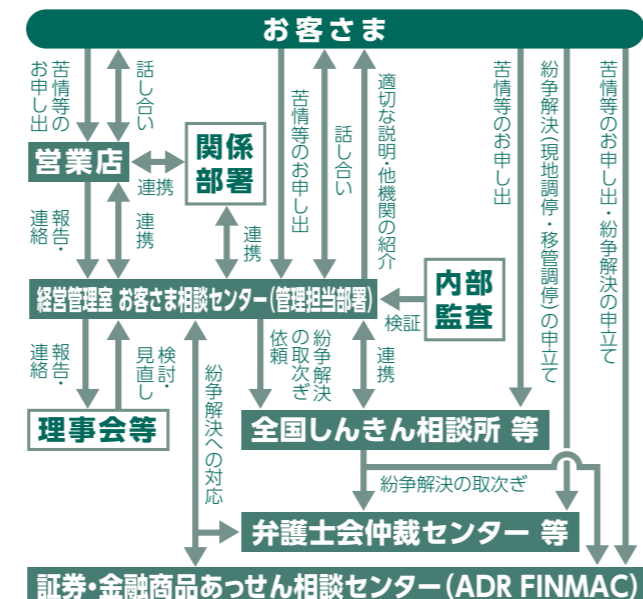 お客さま
苦情等の
お申し出
話し合い
苦情等のお申し出
話し合い
適切な説明・他機関の紹介
苦情等のお申し出
紛争解決(現地調停・移管調停)の申立て
苦情等のお申し出・紛争解決の申立て
営業店
連携
関係
部署
報告・
連絡
連携
連携
経営管理室 お客さま相談センター(管理担当部署)
検証
内部
監査
報告・
連絡
検討・
見直し
紛争解決への対応
紛争解決
の取次ぎ
依頼
連携
理事会等
全国しんきん相談所 等
紛争解決の取次ぎ
弁護士会仲裁センター 等
証券・金融商品あっせん相談センター(ADR FINMAC)